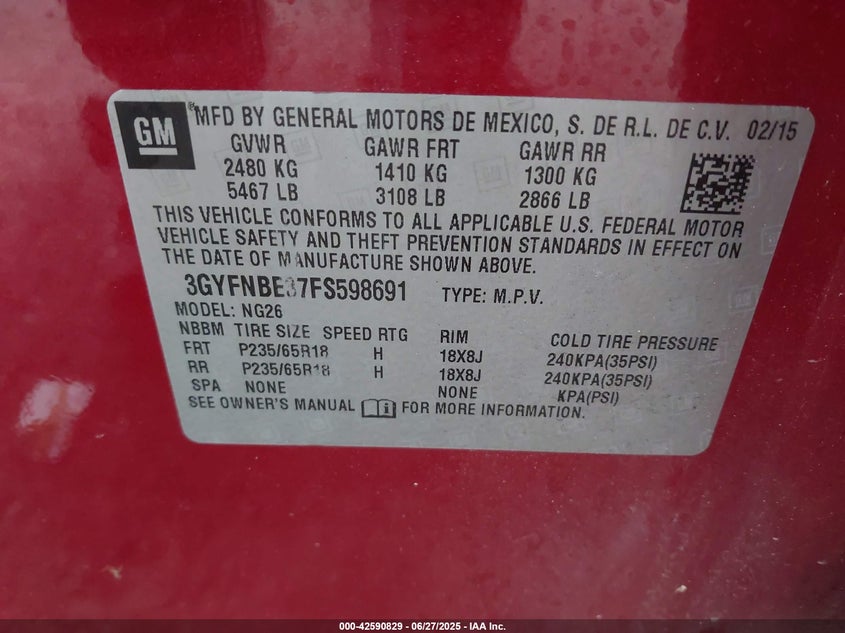 GM ® MFD BY GENERAL MOTORS DE MEXICO, S. DE R.L. DE C.V. 02/15
GVWR GAWR FRT GAWR RR
2480 KG 1410 KG 1300 KG
5467 LB 3108 LB 2866 LB
THIS VEHICLE CONFORMS TO ALL APPLICABLE U.S. FEDERAL MOTOR
VEHICLE SAFETY AND THEFT PREVENTION STANDARDS IN EFFECT ON
THE DATE OF MANUFACTURE SHOWN ABOVE.
3GYFNBE37FS598691 TYPE: M.P.V.
MODEL: NG26
NBBM TIRE SIZE SPEED RTG RIM COLD TIRE PRESSURE
FRT P235/65R18 H 18X8J 240KPA(35PSI)
RR P235/65R18 H 18X8J 240KPA(35PSI)
SPA NONE NONE KPA(PSI)
SEE OWNER'S MANUAL i FOR MORE INFORMATION.
000-42590829 - 06/27/2025 - IAA Inc.